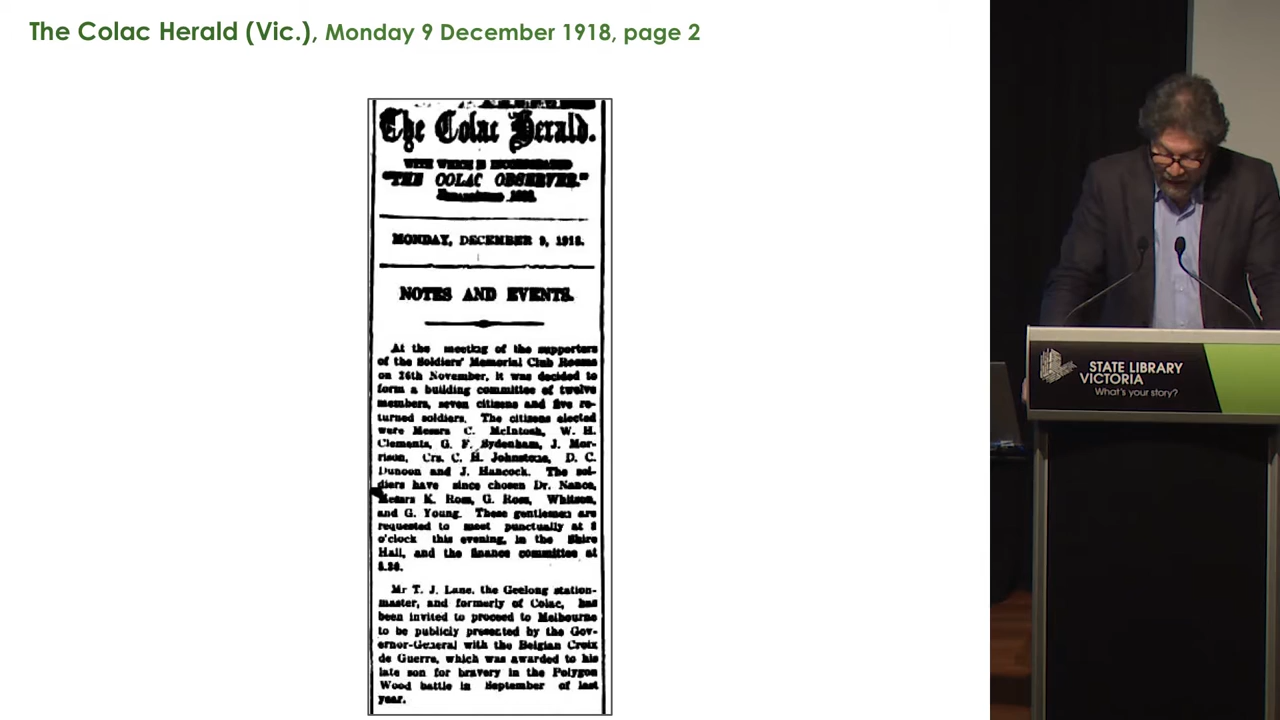 The Colac Herald (Vic.), Monday 9 December 1918, page 2
The Colac Herald.
WITH WHICH IS INCORPORATED
"THE COLAC OBSERVER."
MONDAY, DECEMBER 9, 1918.
NOTES AND EVENTS.
At the meeting of the supporters
of the Soldiers' Memorial Club Rooms
on 26th November, it was decided to
form a building committee of twelve
members, seven citizens and five re-
turned soldiers. The citizens elected
were Messrs C. McIntosh, W. H.
Clements, G. F. Sydenham, J. Mor-
rison, Crs. C. H. Johnstone, D. C.
Dunoon and J. Hancock. The sol-
diers have since chosen Dr. Nance,
Messrs K. Ross, G. Ross, Whitson,
and G. Young. These gentlemen are
requested to meet punctually at 8
o'clock this evening, in the Shire
Hall, and the finance committee at
8.30.
Mr T. J. Lane, the Geelong station-
master, and formerly of Colac, has
been invited to proceed to Melbourne
to be publicly presented by the Gov-
ernor-General with the Belgian Croix
de Guerre, which was awarded to his
late son for bravery in the Polygon
Wood battle in September of last
year.
STATE LIBRARY
VICTORIA
What's your story?